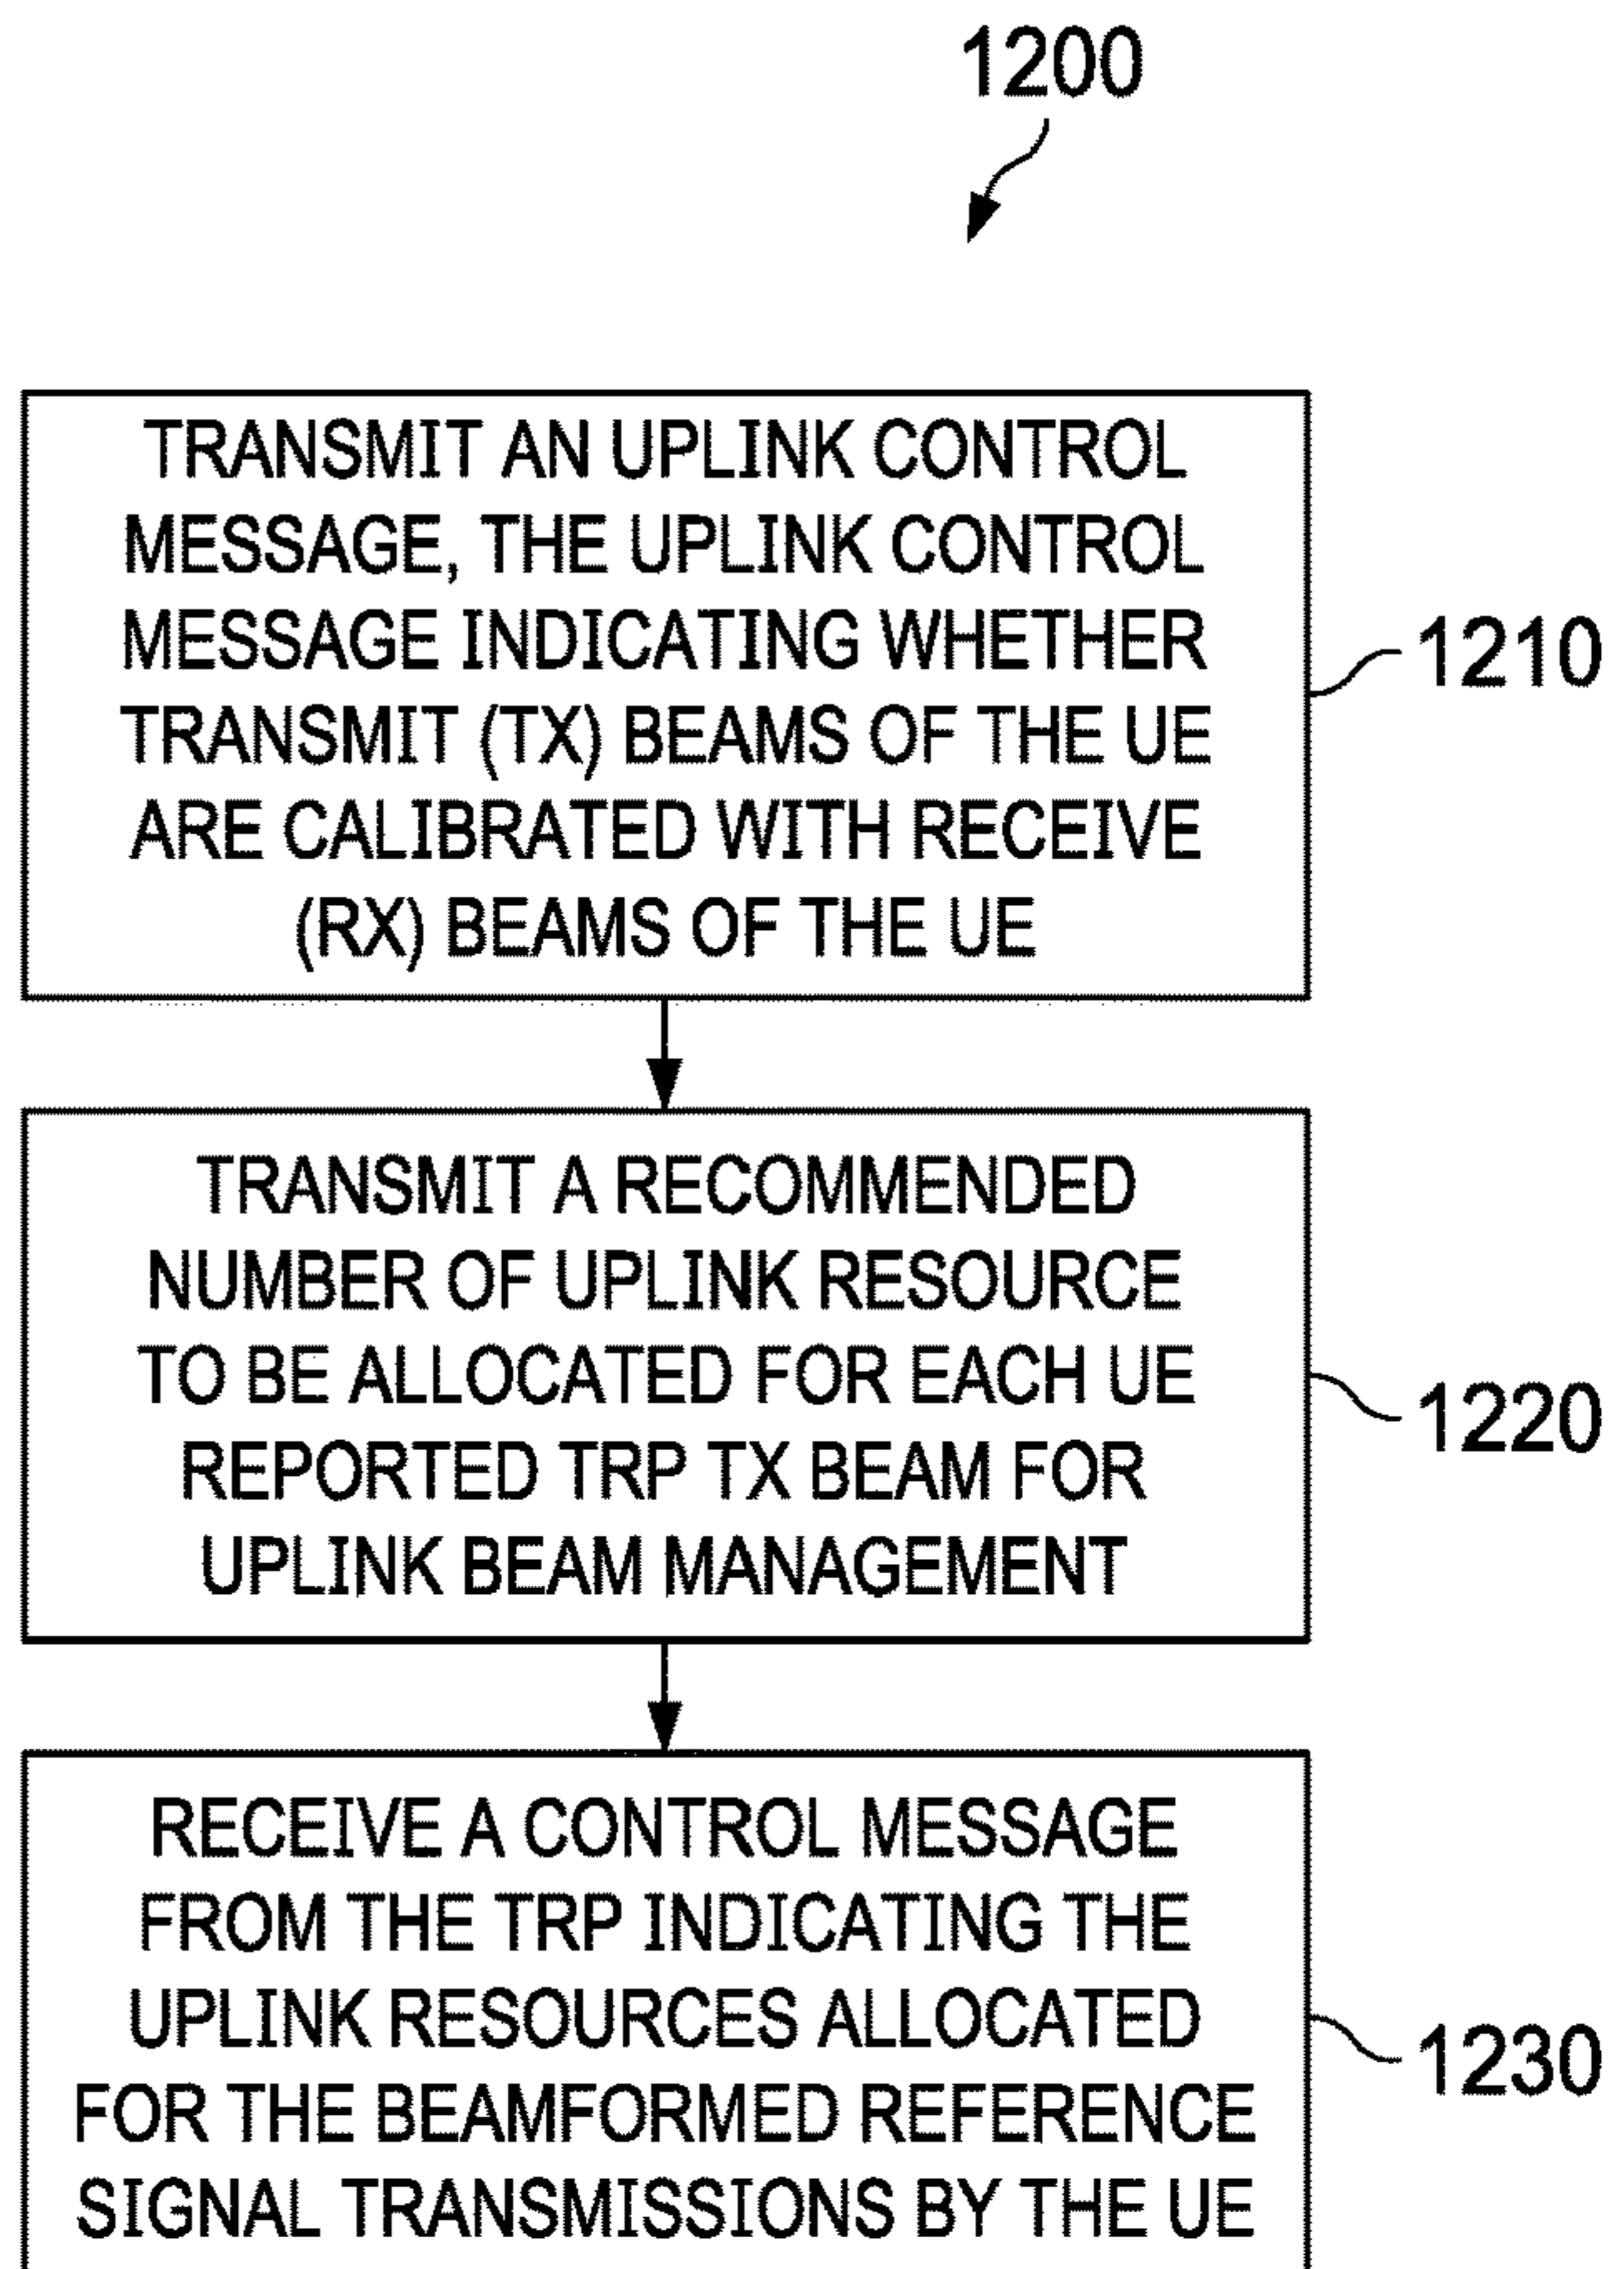 1200
TRANSMIT AN UPLINK CONTROL
MESSAGE, THE UPLINK CONTROL
MESSAGE INDICATING WHETHER
TRANSMIT (TX) BEAMS OF THE UE
ARE CALIBRATED WITH RECEIVE
(RX) BEAMS OF THE UE
1210
TRANSMIT A RECOMMENDED
NUMBER OF UPLINK RESOURCE
TO BE ALLOCATED FOR EACH UE
REPORTED TRP TX BEAM FOR
UPLINK BEAM MANAGEMENT
1220
RECEIVE A CONTROL MESSAGE
FROM THE TRP INDICATING THE
UPLINK RESOURCES ALLOCATED
FOR THE BEAMFORMED REFERENCE
SIGNAL TRANSMISSIONS BY THE UE
1230